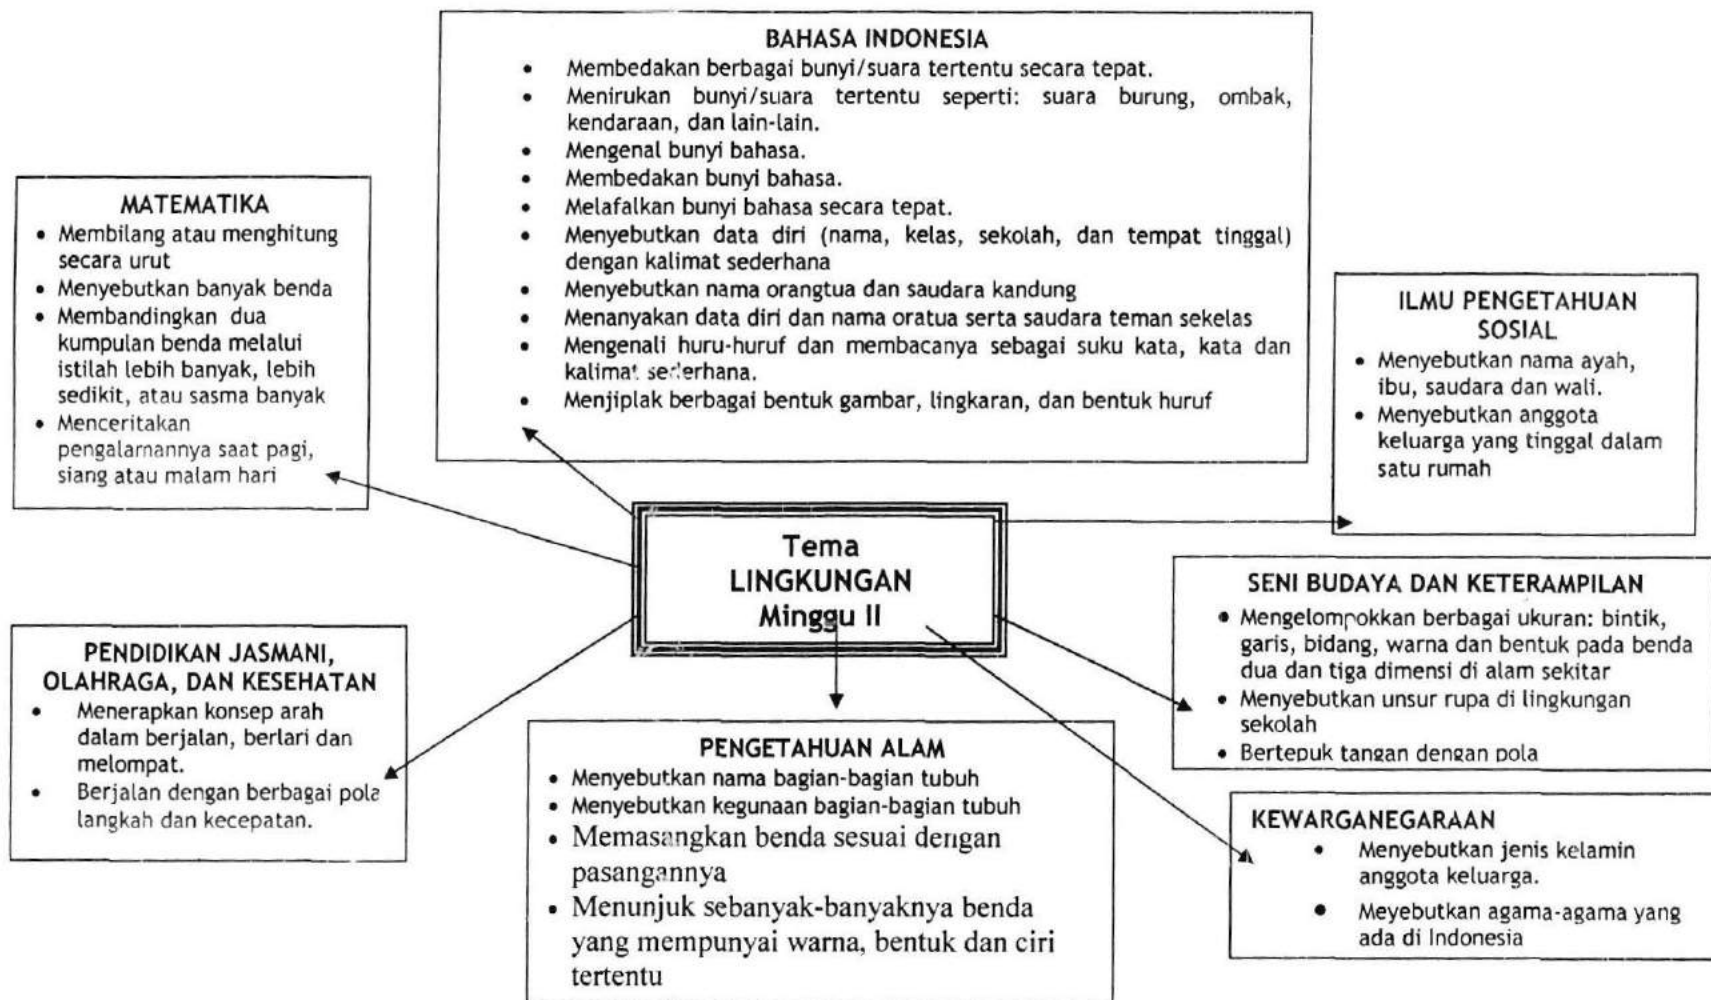 BAHASA INDONESIA
• Membedakan berbagai bunyi/suara tertentu secara tepat.
• Menirukan bunyi/suara tertentu seperti: suara burung, ombak,
kendaraan, dan lain-lain.
• Mengenal bunyi bahasa.
• Membedakan bunyi bahasa.
• Melafalkan bunyi bahasa secara tepat.
• Menyebutkan data diri (nama, kelas, sekolah, dan tempat tinggal)
dengan kalimat sederhana
• Menyebutkan nama orangtua dan saudara kandung
• Menanyakan data diri dan nama oratua serta saudara teman sekelas
• Mengenali huru-huruf dan membacanya sebagai suku kata, kata dan
kalimat sederhana.
• Menjiplak berbagai bentuk gambar, lingkaran, dan bentuk huruf
MATEMATIKA
• Membilang atau menghitung
secara urut
• Menyebutkan banyak benda
• Membandingkan dua
kumpulan benda melalui
istilah lebih banyak, lebih
sedikit, atau sasma banyak
• Menceritakan
pengalamannya saat pagi,
siang atau malam hari
ILMU PENGETAHUAN
SOSIAL
• Menyebutkan nama ayah,
ibu, saudara dan wali.
• Menyebutkan anggota
keluarga yang tinggal dalam
satu rumah
Tema
LINGKUNGAN
Minggu II
SENI BUDAYA DAN KETERAMPILAN
• Mengelompokkan berbagai ukuran: bintik,
garis, bidang, warna dan bentuk pada benda
dua dan tiga dimensi di alam sekitar
• Menyebutkan unsur rupa di lingkungan
sekolah
• Bertepuk tangan dengan pola
PENDIDIKAN JASMANI,
OLAHRAGA, DAN KESEHATAN
• Menerapkan konsep arah
dalam berjalan, berlari dan
melompat.
• Berjalan dengan berbagai pola
langkah dan kecepatan.
PENGETAHUAN ALAM
• Menyebutkan nama bagian-bagian tubuh
• Menyebutkan kegunaan bagian-bagian tubuh
• Memasangkan benda sesuai dengan
pasangannya
• Menunjuk sebanyak-banyaknya benda
yang mempunyai warna, bentuk dan ciri
tertentu
KEWARGANEGARAAN
• Menyebutkan jenis kelamin
anggota keluarga.
• Meyebutkan agama-agama yang
ada di Indonesia